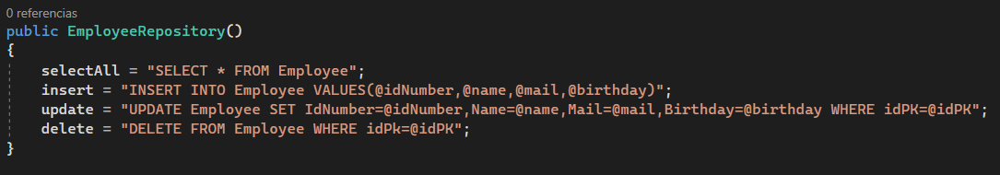 0 referencias
public EmployeeRepository()
{
selectAll = "SELECT * FROM Employee";
insert = "INSERT INTO Employee VALUES(@idNumber,@name,@mail,@birthday)";
update = "UPDATE Employee SET IdNumber=@idNumber,Name=@name,Mail=@mail,Birthday=@birthday WHERE idPK=@idPK";
delete = "DELETE FROM Employee WHERE idPk=@idPK";
}